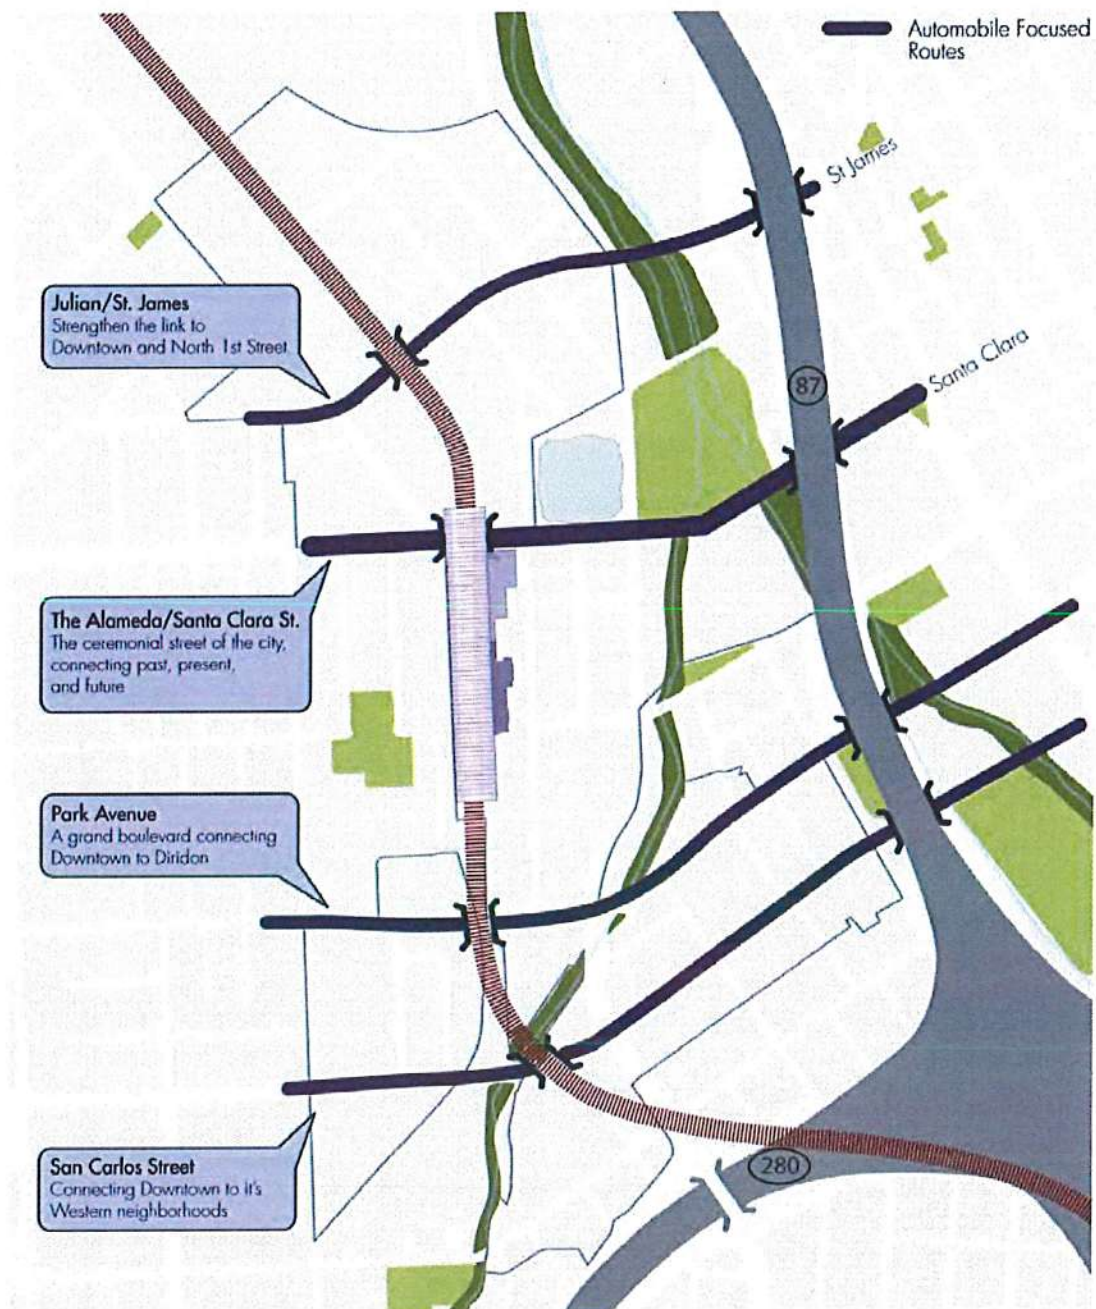 Automobile Focused
Routes
St James
Julian/St. James
Strengthen the link to
Downtown and North 1st Street
87
Santa Clara
The Alameda/Santa Clara St.
The ceremonial street of the city,
connecting past, present,
and future
Park Avenue
A grand boulevard connecting
Downtown to Diridon
San Carlos Street
Connecting Downtown to it's
Western neighborhoods
280